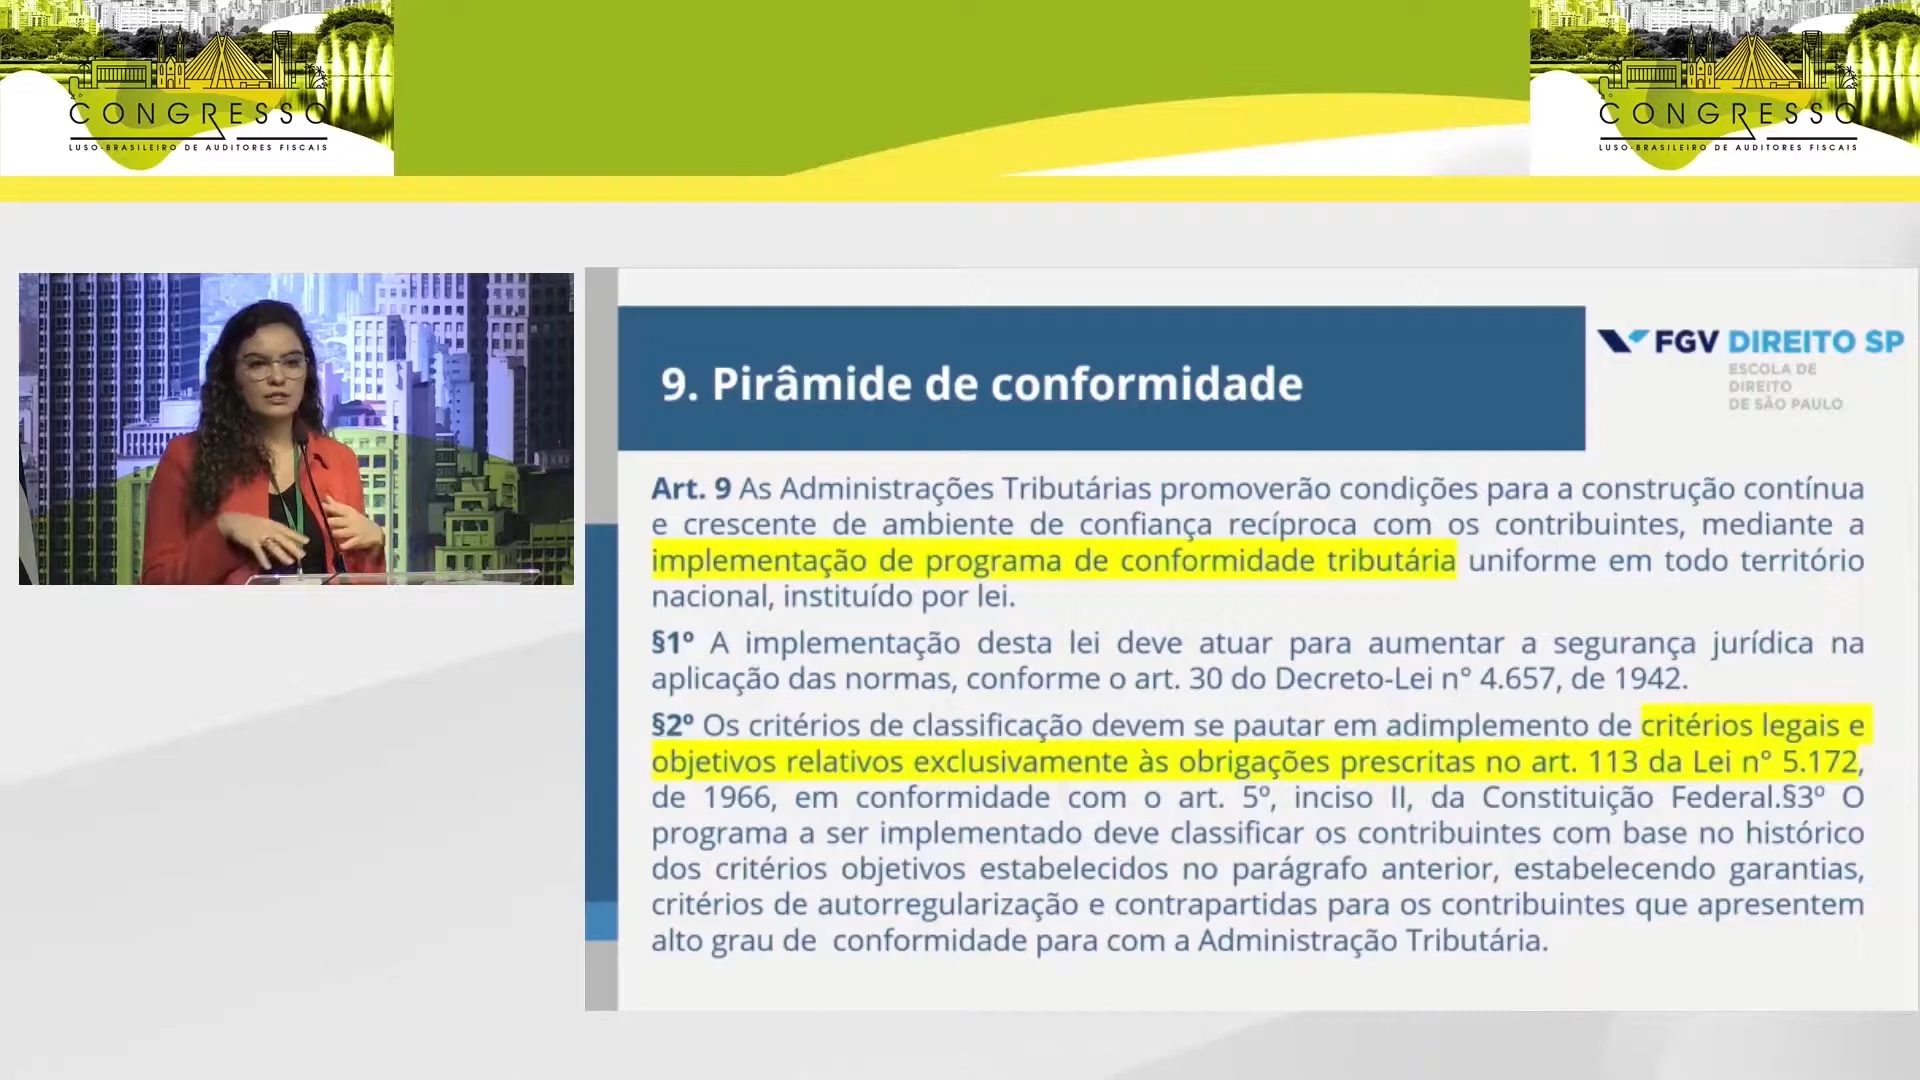 CONGRESSO
LUSO-BRASILEIRO DE AUDITORES FISCAIS
CONGRESSO
LUSO-BRASILEIRO DE AUDITORES FISCAIS
9. Pirâmide de conformidade
FGV DIREITO SP
ESCOLA DE
DIREITO
DE SÃO PAULO
Art. 9 As Administrações Tributárias promoverão condições para a construção contínua
e crescente de ambiente de confiança recíproca com os contribuintes, mediante a
implementação de programa de conformidade tributária uniforme em todo território
nacional, instituído por lei.
§1º A implementação desta lei deve atuar para aumentar a segurança jurídica na
aplicação das normas, conforme o art. 30 do Decreto-Lei n° 4.657, de 1942.
§2º Os critérios de classificação devem se pautar em adimplemento de critérios legais e
objetivos relativos exclusivamente às obrigações prescritas no art. 113 da Lei n° 5.172,
de 1966, em conformidade com o art. 5º, inciso II, da Constituição Federal.§3º O
programa a ser implementado deve classificar os contribuintes com base no histórico
dos critérios objetivos estabelecidos no parágrafo anterior, estabelecendo garantias,
critérios de autorregularização e contrapartidas para os contribuintes que apresentem
alto grau de  conformidade para com a Administração Tributária.